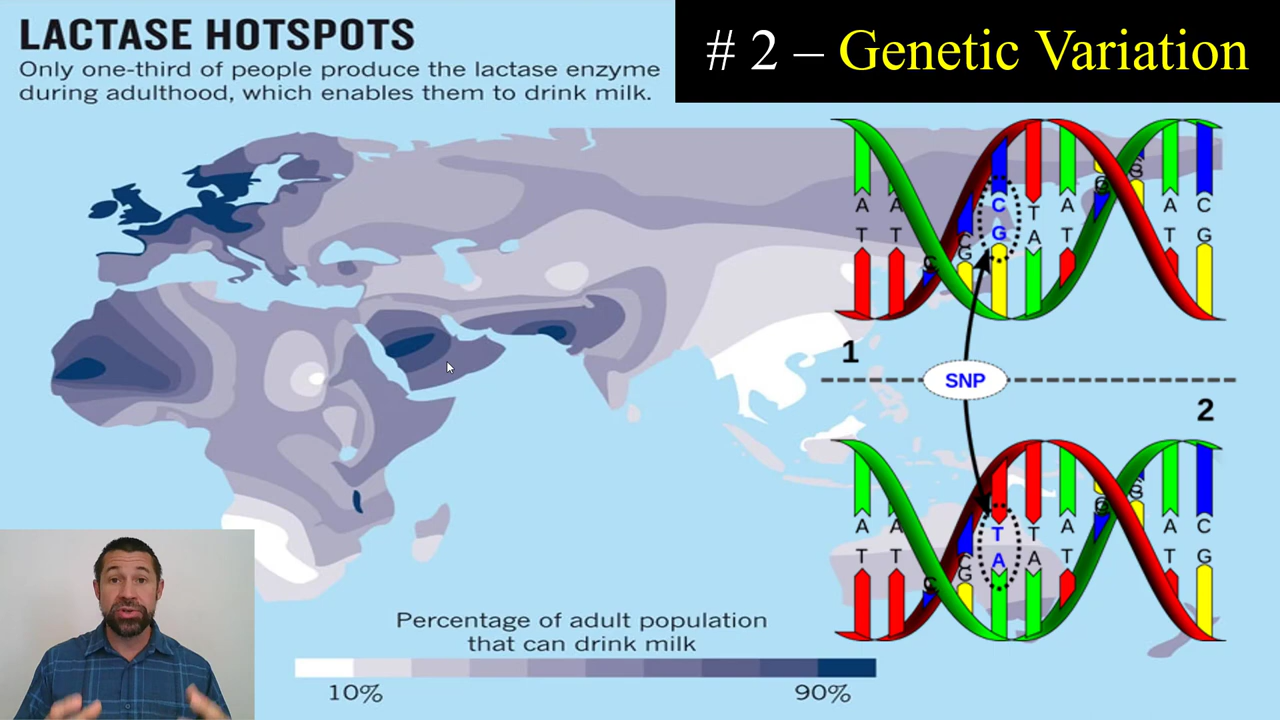 LACTASE HOTSPOTS
Only one-third of people produce the lactase enzyme
during adulthood, which enables them to drink milk.
# 2 – Genetic Variation
A A C T A A C
T T C G G A T T G
1
SNP
2
A A T T A A C
T T C G A A T T G
Percentage of adult population
that can drink milk
10% 90%